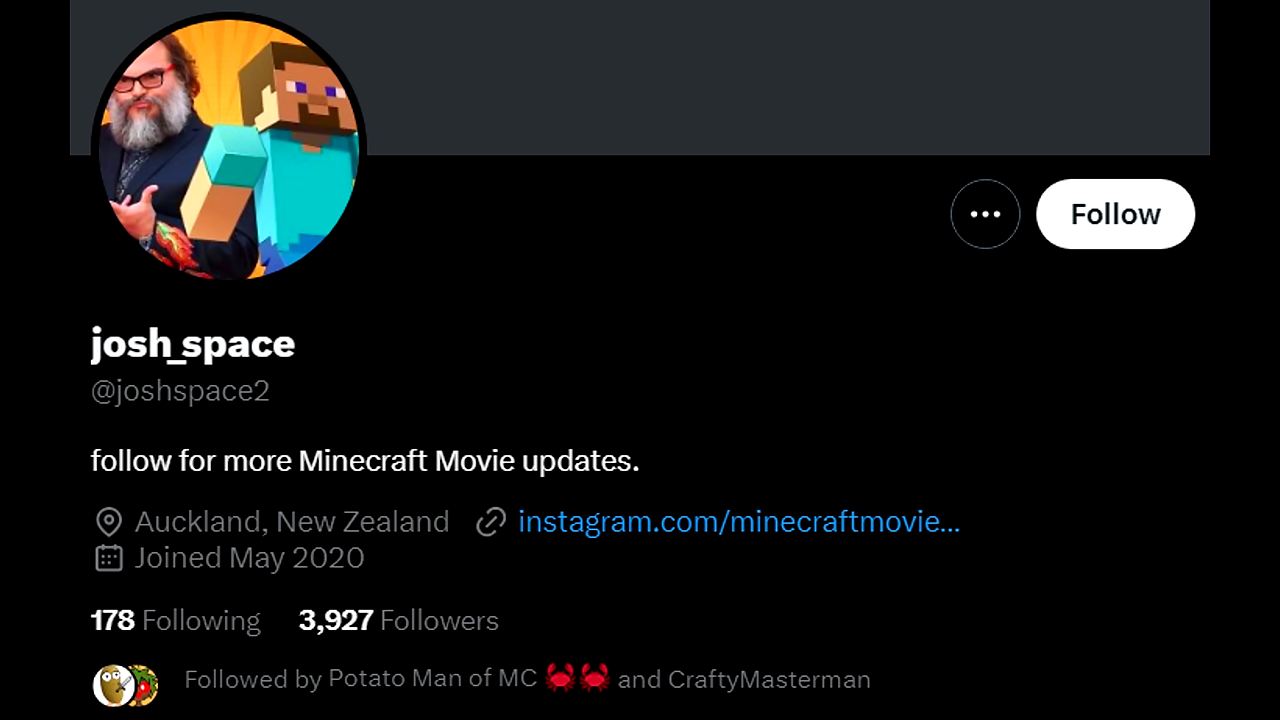 Follow
josh_space
@joshspace2
follow for more Minecraft Movie updates.
Auckland, New Zealand instagram.com/minecraftmovie...
Joined May 2020
178 Following 3,927 Followers
Followed by Potato Man of MC 🦀🦀 and CraftyMasterman